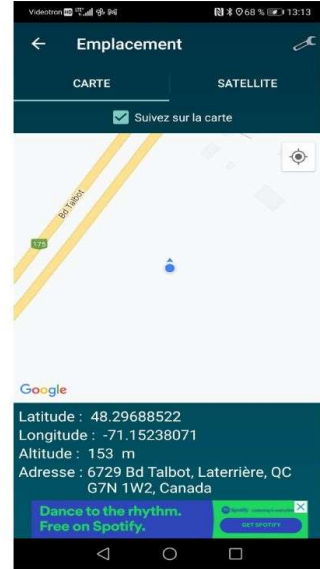 Videotron HD 68 % 13:13
Emplacement
CARTE SATELLITE
Suivez sur la carte
Bd Talbot
175
Google
Latitude : 48.29688522
Longitude : -71.15238071
Altitude : 153 m
Adresse : 6729 Bd Talbot, Laterrière, QC
G7N 1W2, Canada
Dance to the rhythm.
Free on Spotify.
Spotify
GET SPOTIFY